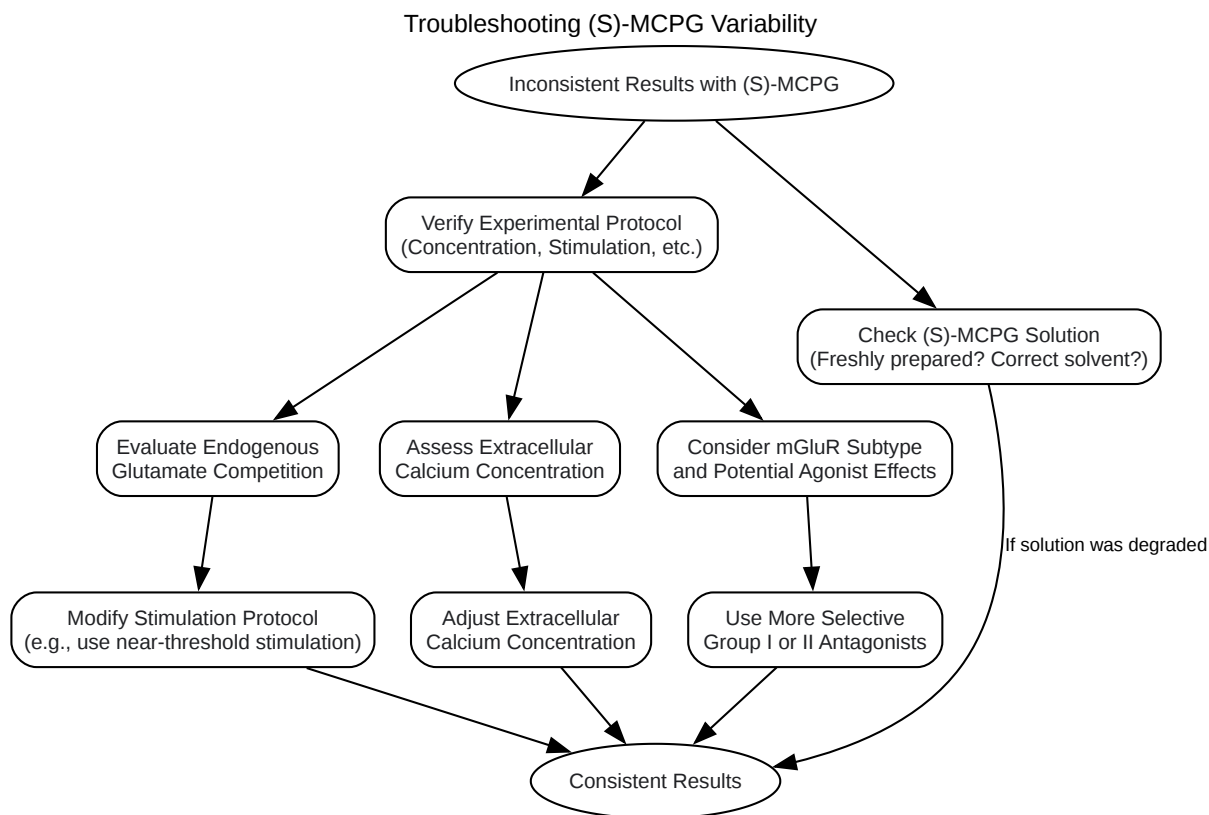 Troubleshooting (S)-MCPG Variability
Inconsistent Results with (S)-MCPG
Verify Experimental Protocol
(Concentration, Stimulation, etc.)
Check (S)-MCPG Solution
(Freshly prepared? Correct solvent?)
Evaluate Endogenous
Glutamate Competition
Assess Extracellular
Calcium Concentration
Consider mGluR Subtype
and Potential Agonist Effects
If solution was degraded
Modify Stimulation Protocol
(e.g., use near-threshold stimulation)
Adjust Extracellular
Calcium Concentration
Use More Selective
Group I or II Antagonists
Consistent Results